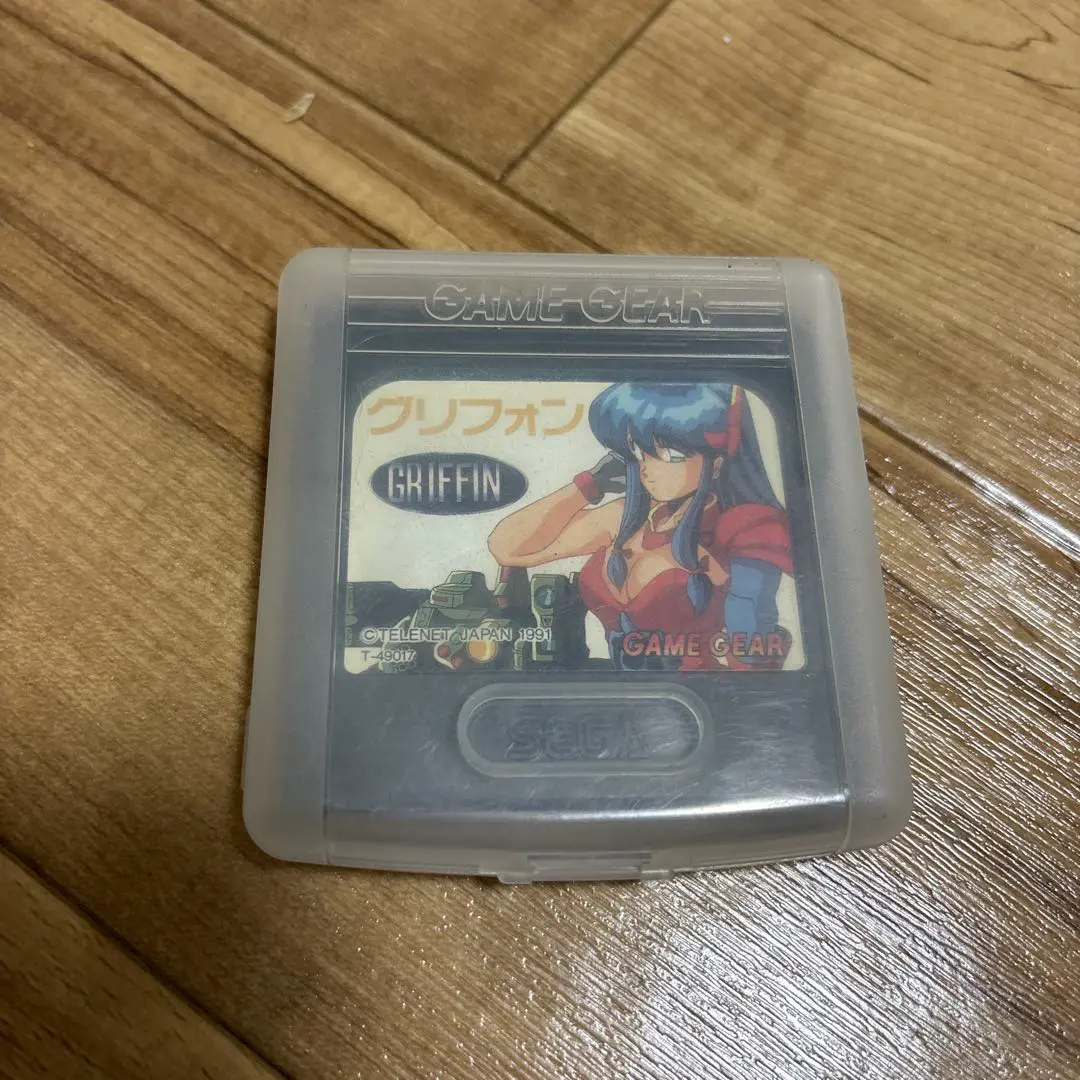 GAME GEAR
グリフォン
GRIFFIN
©TELENET JAPAN 1991
T-49017
GAME GEAR
SEGA